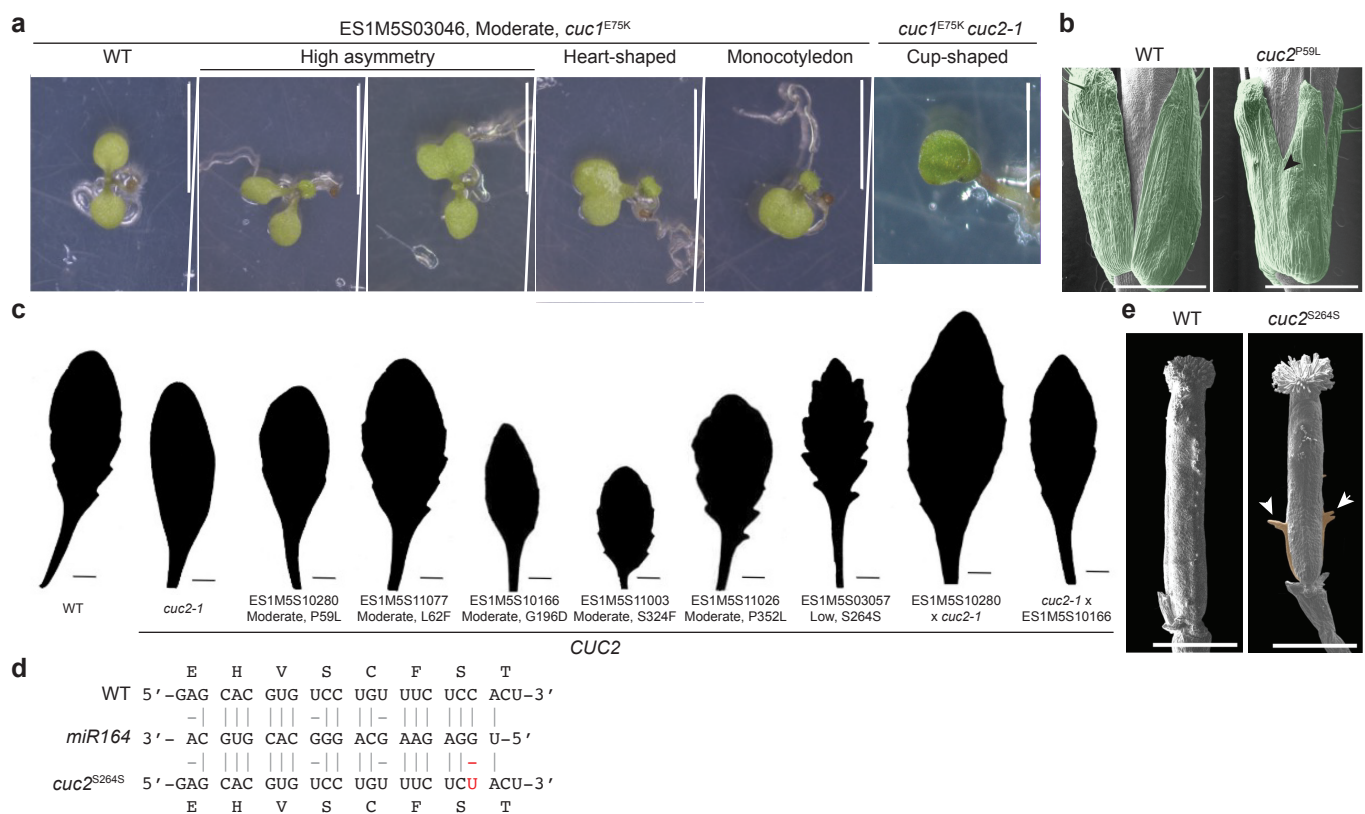 a
ES1M5S03046, Moderate, cuc1E75K
cuc1E75K cuc2-1
WT
High asymmetry
Heart-shaped
Monocotyledon
Cup-shaped
b
WT
cuc2P59L
c
WT
cuc2-1
ES1M5S10280
Moderate, P59L
ES1M5S11077
Moderate, L62F
ES1M5S10166
Moderate, G196D
ES1M5S11003
Moderate, S324F
ES1M5S11026
Moderate, P352L
ES1M5S03057
Low, S264S
ES1M5S10280
x cuc2-1
cuc2-1 x
ES1M5S10166
CUC2
d
E H V S C F S T
WT 5′-GAG CAC GUG UCC UGU UUC UCC ACU-3′
miR164 3′- AC GUG CAC GGG ACG AAG AGG U-5′
cuc2S264S 5′-GAG CAC GUG UCC UGU UUC UCU ACU-3′
E H V S C F S T
e
WT
cuc2S264S